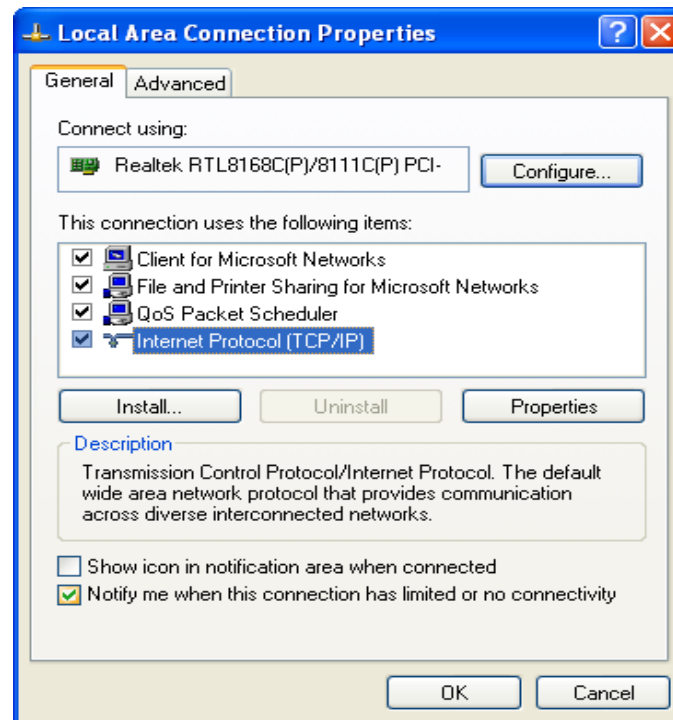 Local Area Connection Properties
General
Advanced
Connect using:
Realtek RTL8168C(P)/8111C(P) PCI-
Configure...
This connection uses the following items:
Client for Microsoft Networks
File and Printer Sharing for Microsoft Networks
QoS Packet Scheduler
Internet Protocol (TCP/IP)
Install...
Uninstall
Properties
Description
Transmission Control Protocol/Internet Protocol. The default
wide area network protocol that provides communication
across diverse interconnected networks.
Show icon in notification area when connected
Notify me when this connection has limited or no connectivity
OK
Cancel